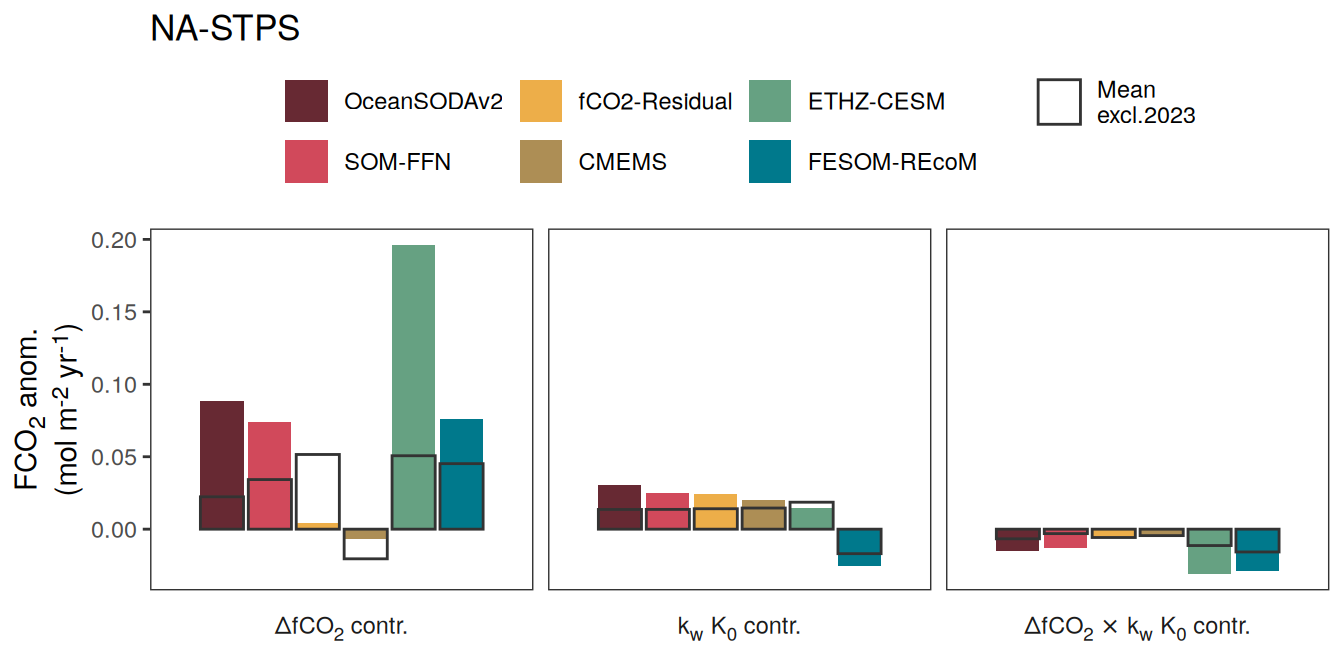 NA-STPS
OceanSODAv2
fCO2-Residual
ETHZ-CESM
Mean
excl.2023
SOM-FFN
CMEMS
FESOM-REcoM
FCO₂ anom.
(mol m⁻² yr⁻¹)
0.20
0.15
0.10
0.05
0.00
ΔfCO₂ contr.
k_w K₀ contr.
ΔfCO₂ × k_w K₀ contr.